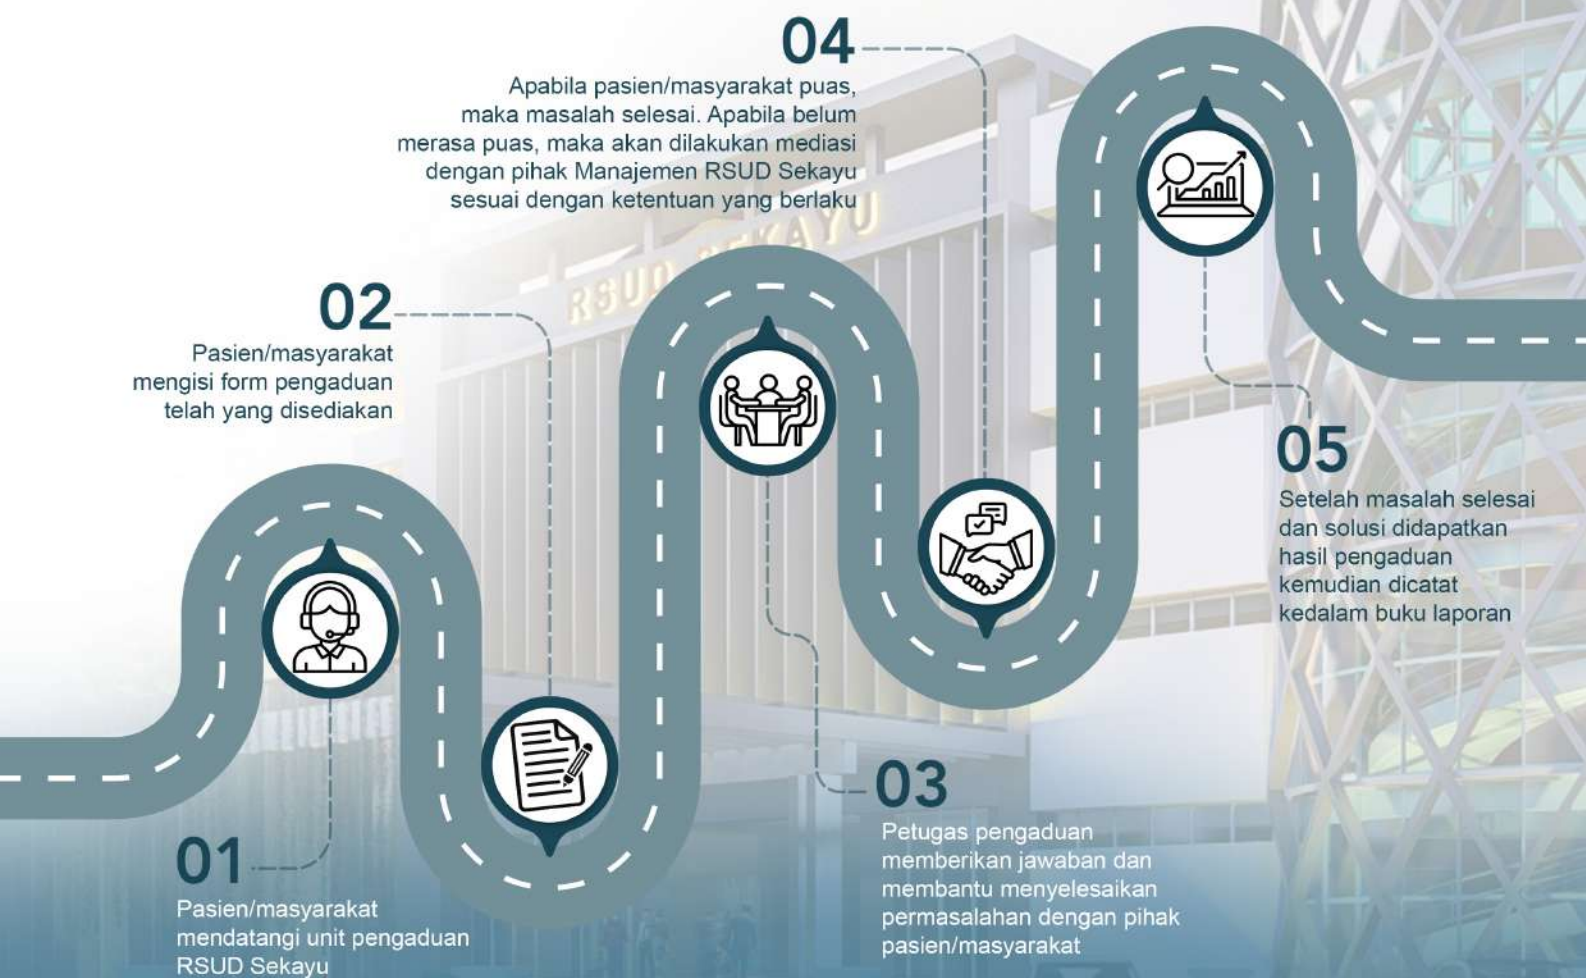 01
Pasien/masyarakat
mendatangi unit pengaduan
RSUD Sekayu
02
Pasien/masyarakat
mengisi form pengaduan
telah yang disediakan
03
Petugas pengaduan
memberikan jawaban dan
membantu menyelesaikan
permasalahan dengan pihak
pasien/masyarakat
04
Apabila pasien/masyarakat puas,
maka masalah selesai. Apabila belum
merasa puas, maka akan dilakukan mediasi
dengan pihak Manajemen RSUD Sekayu
sesuai dengan ketentuan yang berlaku
05
Setelah masalah selesai
dan solusi didapatkan
hasil pengaduan
kemudian dicatat
kedalam buku laporan
RSUD SEKAYU